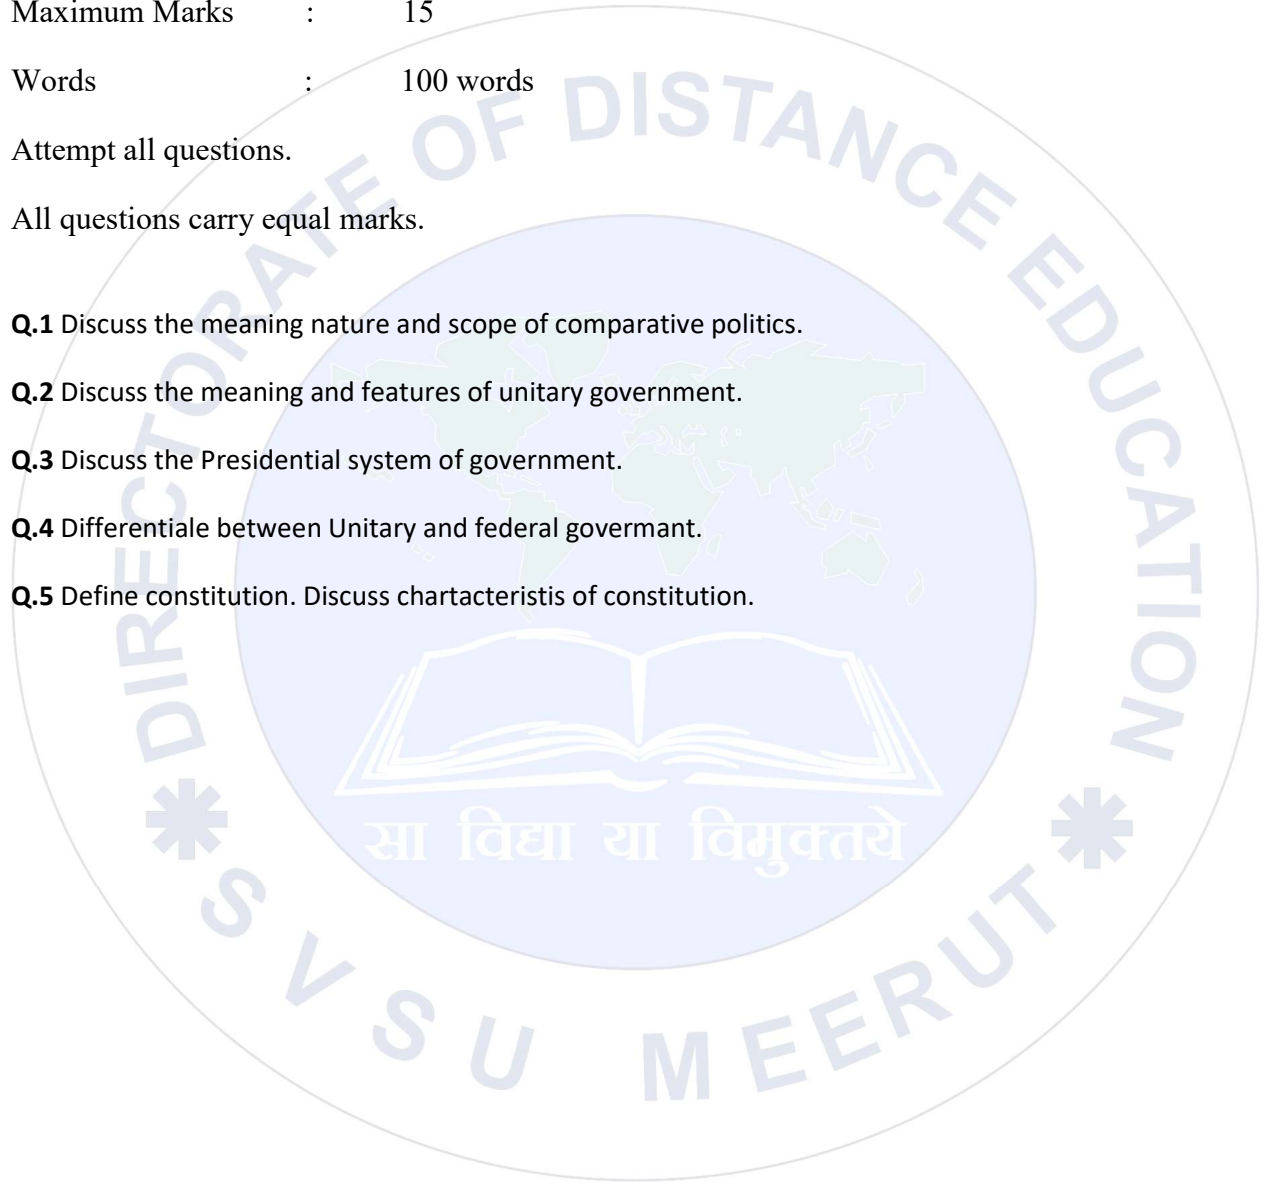 Maximum Marks : 15
Words : 100 words
Attempt all questions.
All questions carry equal marks.
Q.1 Discuss the meaning nature and scope of comparative politics.
Q.2 Discuss the meaning and features of unitary government.
Q.3 Discuss the Presidential system of government.
Q.4 Differentiale between Unitary and federal govermant.
Q.5 Define constitution. Discuss chartacteristis of constitution.
DIRECTORATE OF DISTANCE EDUCATION
सा विद्या या विमुक्तये
SVSU MEERUT